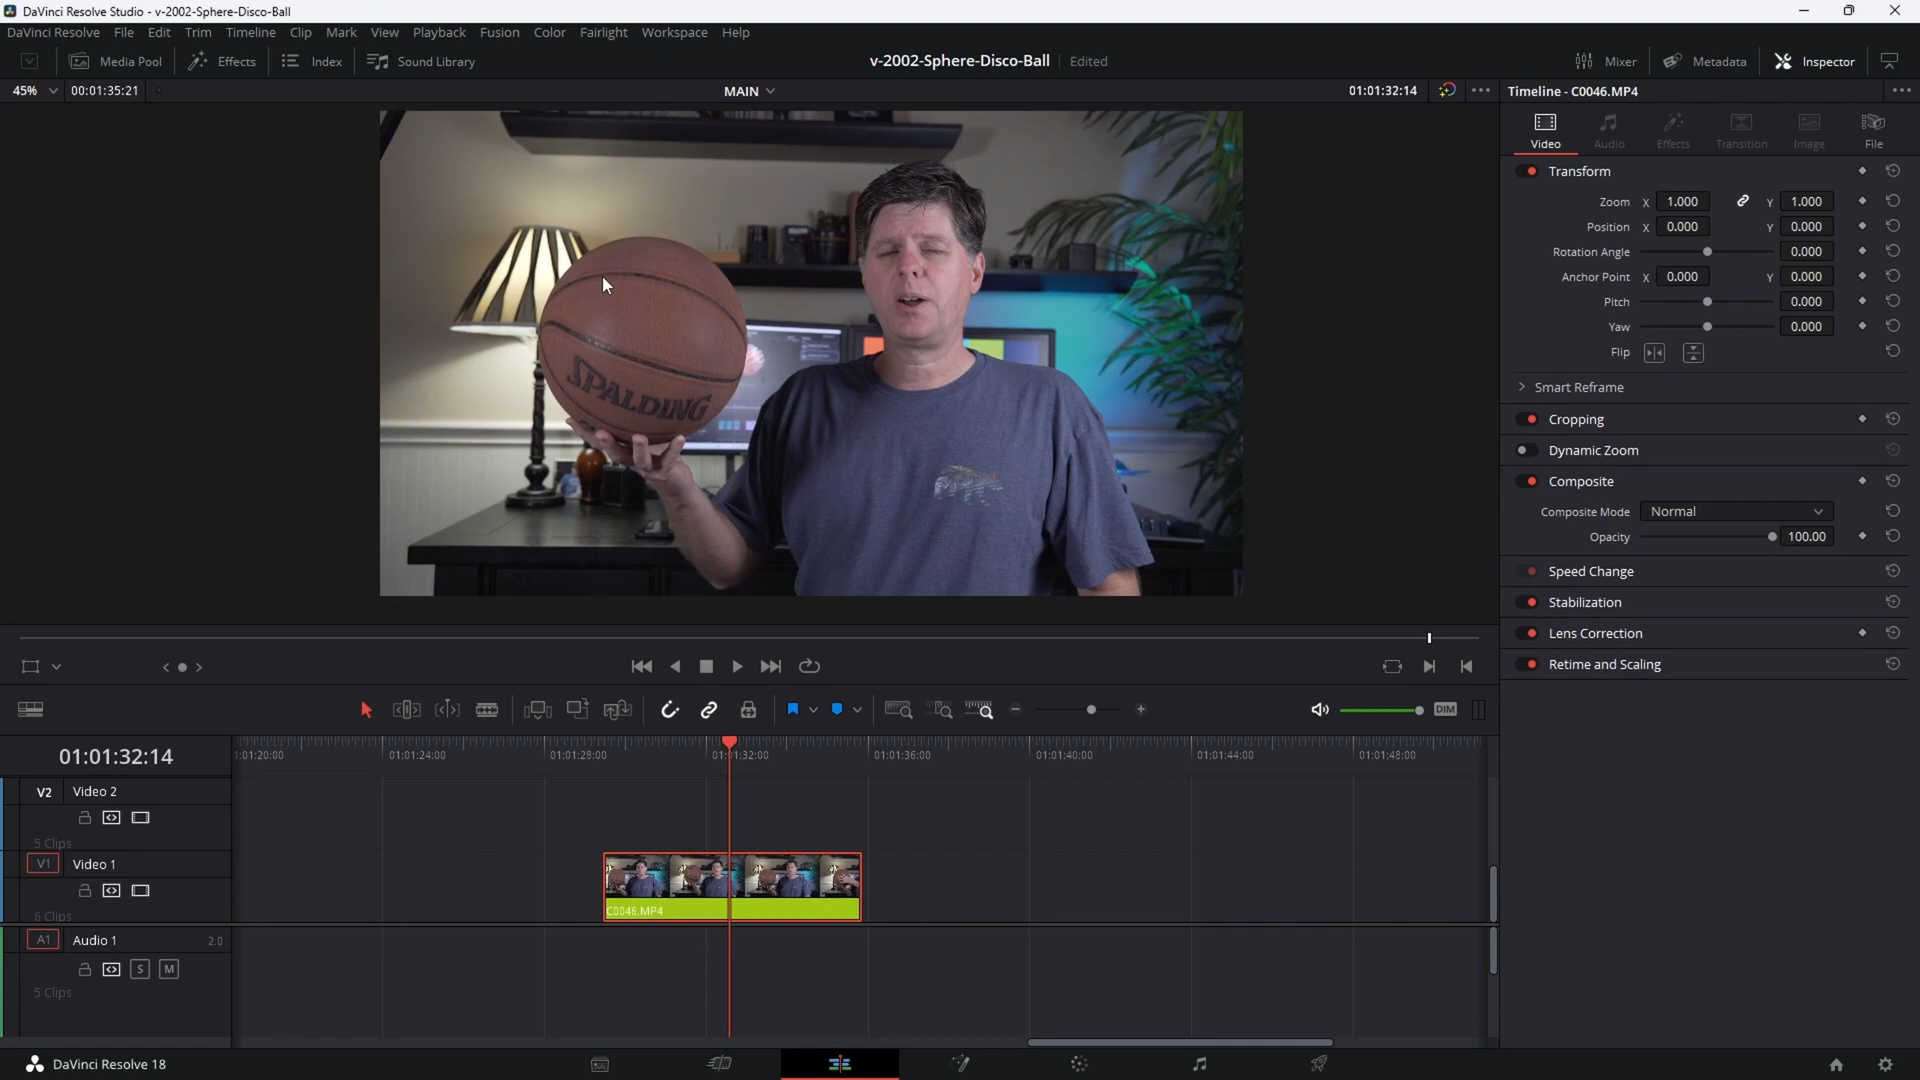 DaVinci Resolve Studio - v-2002-Sphere-Disco-Ball
DaVinci Resolve File Edit Trim Timeline Clip Mark View Playback Fusion Color Fairlight Workspace Help
Media Pool Effects Index Sound Library v-2002-Sphere-Disco-Ball Edited Mixer Metadata Inspector
45% 00:01:35:21 MAIN 01:01:32:14 Timeline - C0046.MP4
Video Audio Effects Transition Image File
Transform
Zoom X 1.000 Y 1.000
Position X 0.000 Y 0.000
Rotation Angle 0.000
Anchor Point X 0.000 Y 0.000
Pitch 0.000
Yaw 0.000
Flip
Smart Reframe
SPALDING
Cropping
Dynamic Zoom
Composite
Composite Mode Normal
Opacity 100.00
Speed Change
Stabilization
Lens Correction
Retime and Scaling
DIM
01:01:32:14
1:01:20:00 01:01:24:00 01:01:28:00 01:01:32:00 01:01:36:00 01:01:40:00 01:01:44:00 01:01:48:00
V2 Video 2
5 Clips
V1 Video 1
C0046.MP4
6 Clips
A1 Audio 1 2.0
S M
5 Clips
DaVinci Resolve 18